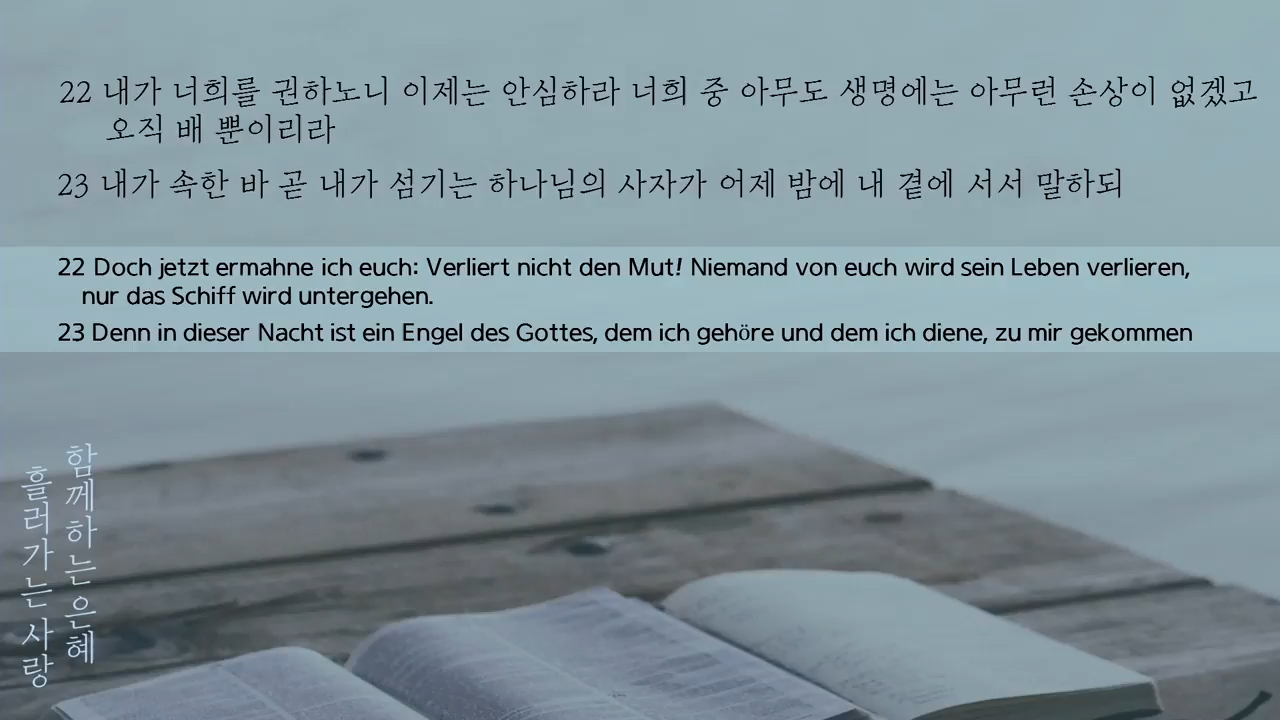 22 내가 너희를 권하노니 이제는 안심하라 너희 중 아무도 생명에는 아무런 손상이 없겠고
오직 배 뿐이리라
23 내가 속한 바 곧 내가 섬기는 하나님의 사자가 어제 밤에 내 곁에 서서 말하되
22 Doch jetzt ermahne ich euch: Verliert nicht den Mut! Niemand von euch wird sein Leben verlieren,
nur das Schiff wird untergehen.
23 Denn in dieser Nacht ist ein Engel des Gottes, dem ich gehöre und dem ich diene, zu mir gekommen
함께하는 은혜
흘러가는 사랑